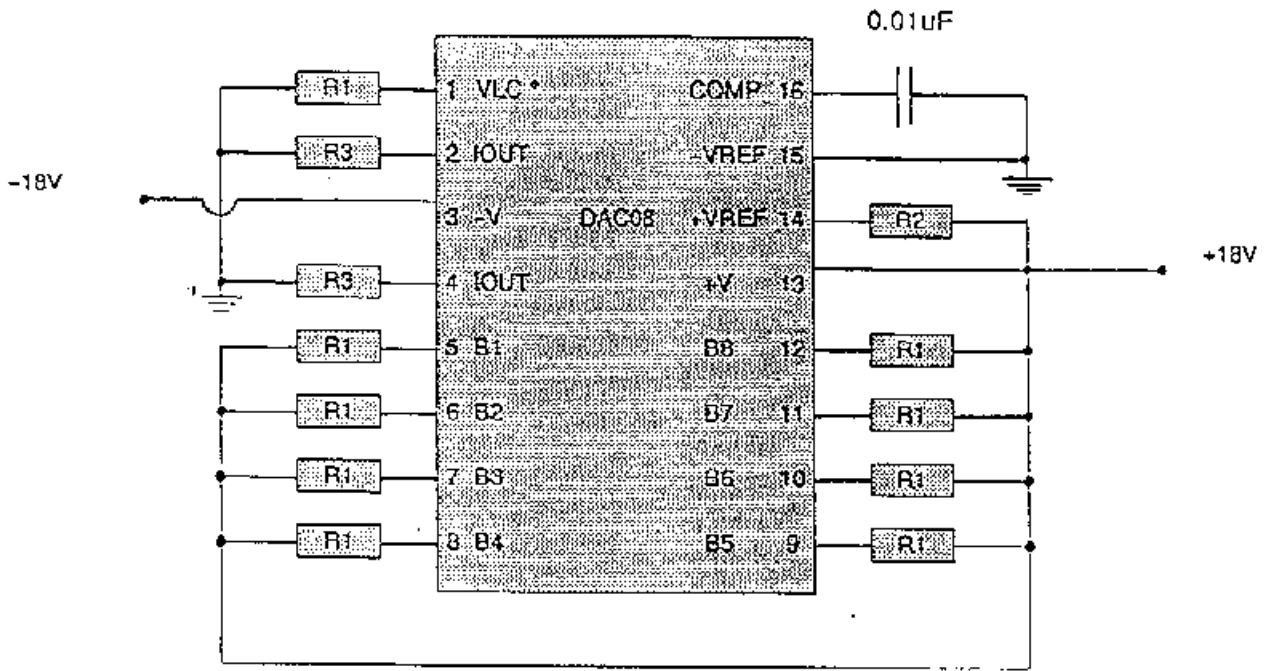 0.01uF
R1
1 VLC *
COMP 16
R3
2 IOUT
-VREF 15
-18V
3 -V
DAC08
+VREF 14
R2
+18V
R3
4 IOUT
+V 13
R1
5 B1
B8 12
R1
R1
6 B2
B7 11
R1
R1
7 B3
B6 10
R1
R1
8 B4
B5 9
R1